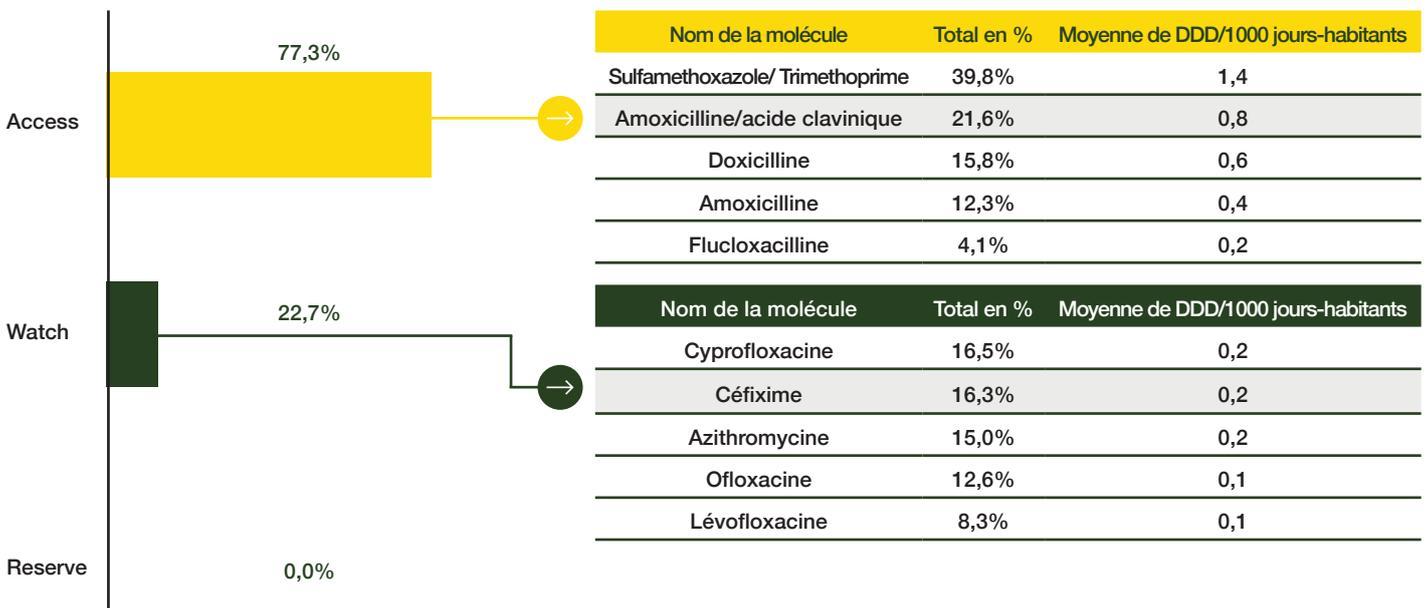 77,3%
Access
Nom de la molécule Total en % Moyenne de DDD/1000 jours-habitants
Sulfamethoxazole/ Trimethoprime 39,8% 1,4
Amoxicilline/acide clavinique 21,6% 0,8
Doxicilline 15,8% 0,6
Amoxicilline 12,3% 0,4
Flucloxacilline 4,1% 0,2
22,7%
Watch
Nom de la molécule Total en % Moyenne de DDD/1000 jours-habitants
Cyprofloxacine 16,5% 0,2
Céfixime 16,3% 0,2
Azithromycine 15,0% 0,2
Ofloxacine 12,6% 0,1
Lévofloxacine 8,3% 0,1
Reserve 0,0%